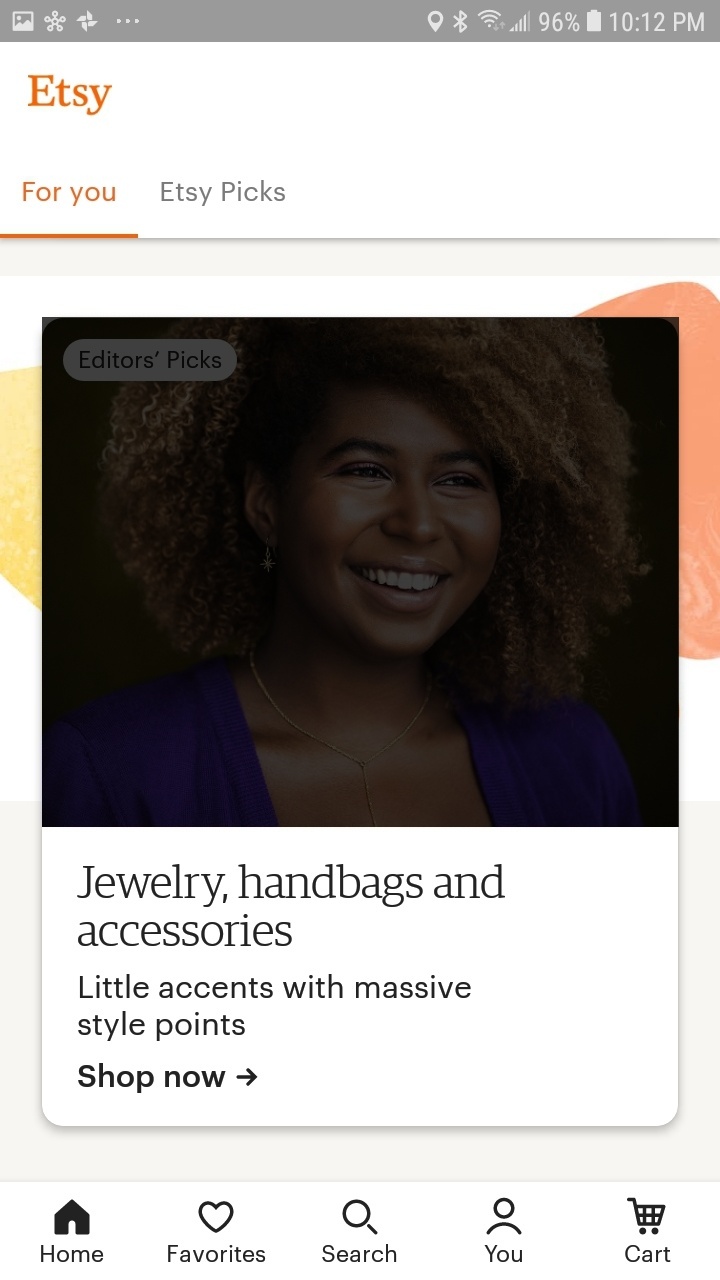 96% 10:12 PM
Etsy
For you Etsy Picks
Editors’ Picks
Jewelry, handbags and
accessories
Little accents with massive
style points
Shop now →
Home Favorites Search You Cart